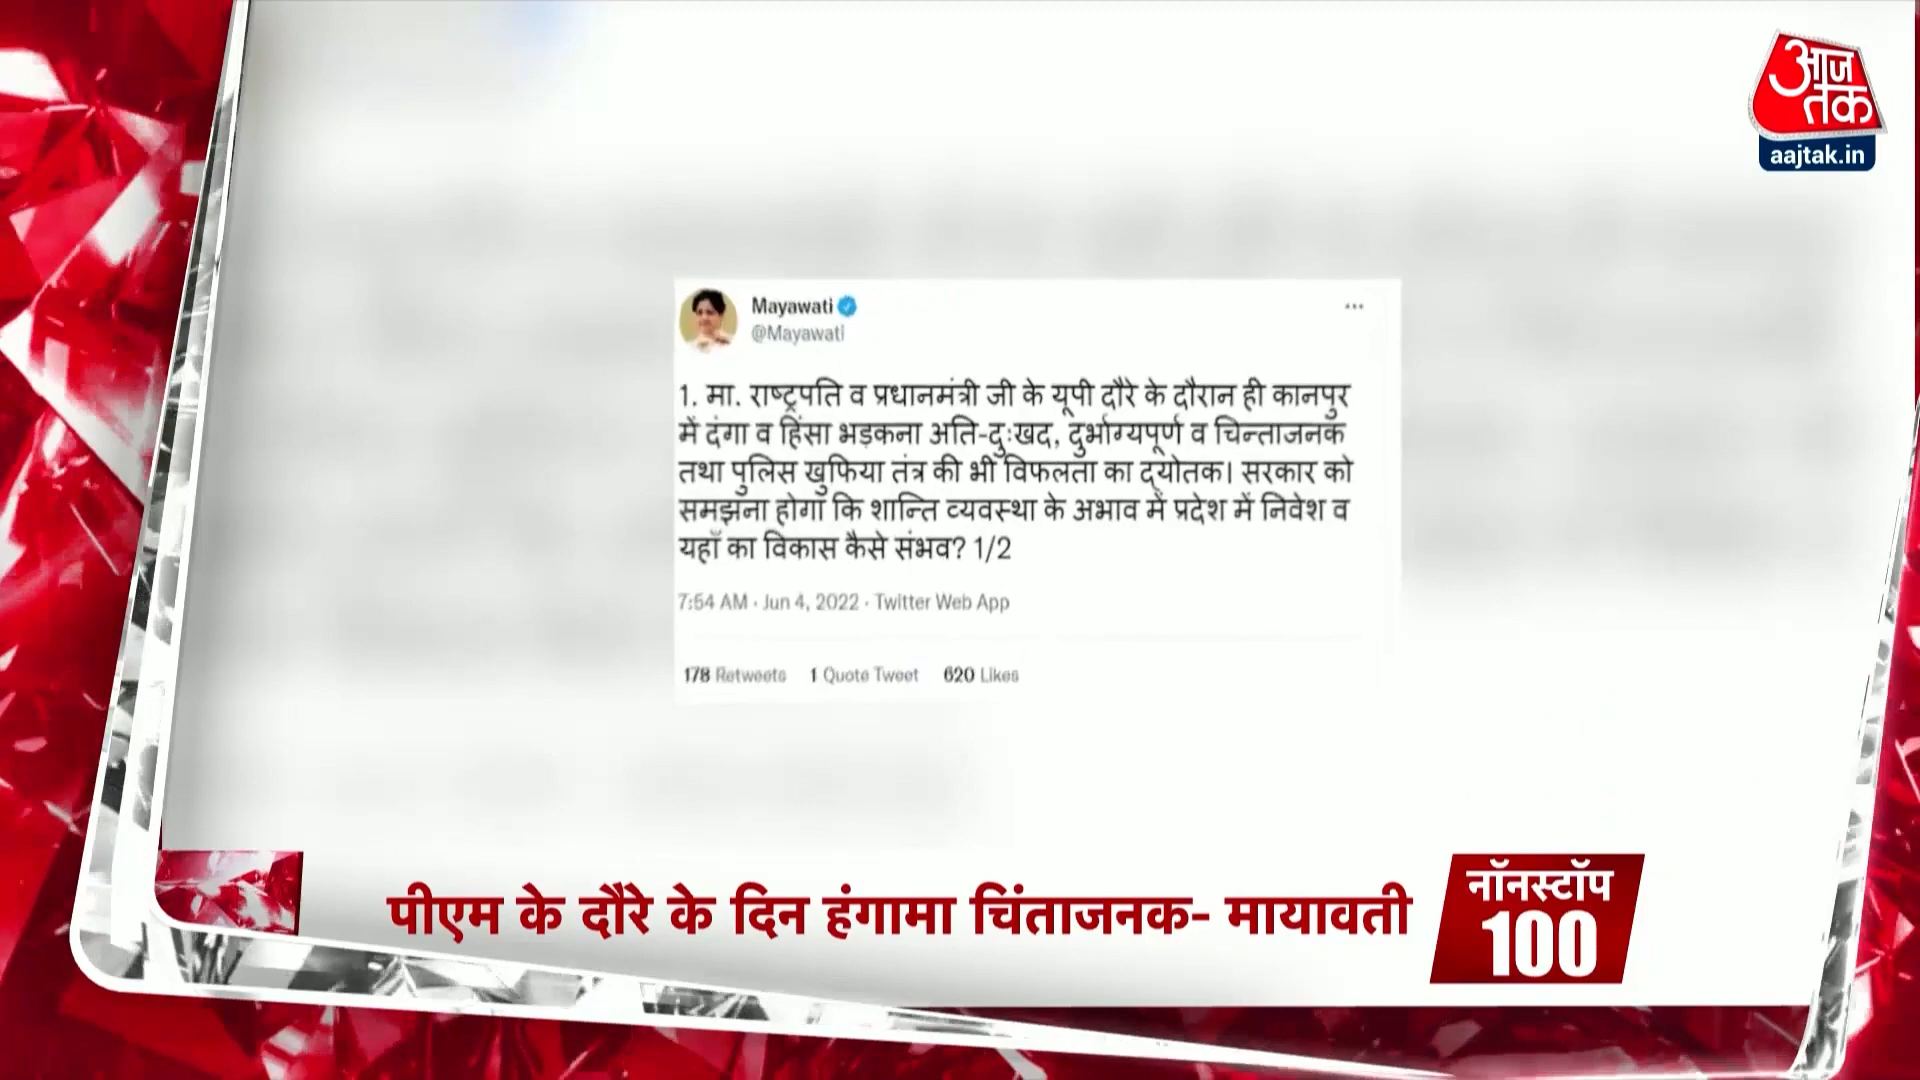 आज
तक
aajtak.in
Mayawati
@Mayawati
1. मा. राष्ट्रपति व प्रधानमंत्री जी के यूपी दौरे के दौरान ही कानपुर
में दंगा व हिंसा भड़कना अति-दुःखद, दुर्भाग्यपूर्ण व चिन्ताजनक
तथा पुलिस खुफिया तंत्र की भी विफलता का द्योतक। सरकार को
समझना होगा कि शान्ति व्यवस्था के अभाव में प्रदेश में निवेश व
यहाँ का विकास कैसे संभव? 1/2
7:54 AM · Jun 4, 2022 · Twitter Web App
178 Retweets 1 Quote Tweet 620 Likes
पीएम के दौरे के दिन हंगामा चिंताजनक- मायावती
नॉनस्टॉप
100